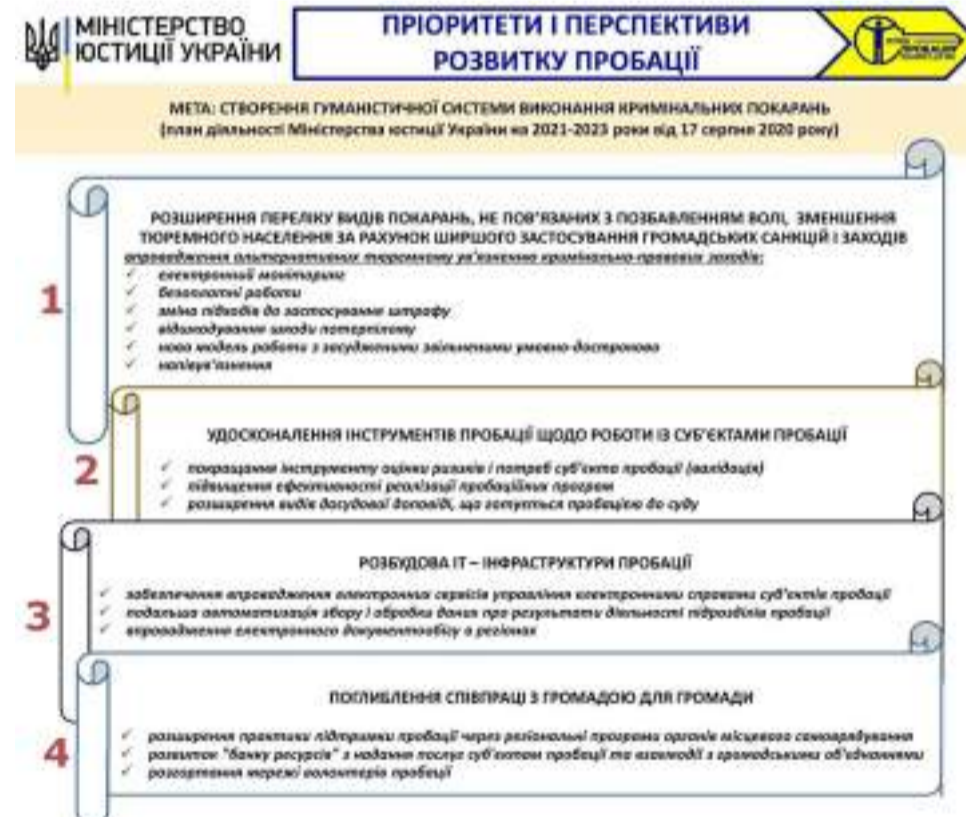 МІНІСТЕРСТВО
ЮСТИЦІЇ УКРАЇНИ
ПРІОРИТЕТИ І ПЕРСПЕКТИВИ
РОЗВИТКУ ПРОБАЦІЇ
ПРОБАЦІЯ
МЕТА: СТВОРЕННЯ ГУМАНІСТИЧНОЇ СИСТЕМИ ВИКОНАННЯ КРИМІНАЛЬНИХ ПОКАРАНЬ
(план діяльності Міністерства юстиції України на 2021-2023 роки від 17 серпня 2020 року)
1
РОЗШИРЕННЯ ПЕРЕЛІКУ ВИДІВ ПОКАРАНЬ, НЕ ПОВ'ЯЗАНИХ З ПОЗБАВЛЕННЯМ ВОЛІ, ЗМЕНШЕННЯ
ТЮРЕМНОГО НАСЕЛЕННЯ ЗА РАХУНОК ШИРШОГО ЗАСТОСУВАННЯ ГРОМАДСЬКИХ САНКЦІЙ І ЗАХОДІВ
впровадження альтернативних тюремному ув'язненню кримінально-правових заходів:
✓ електронний моніторинг
✓ безоплатні роботи
✓ зміна підходів до застосування штрафу
✓ відшкодування шкоди потерпілому
✓ нова модель роботи з засудженими звільненими умовно-достроково
✓ напівув'язнення
2
УДОСКОНАЛЕННЯ ІНСТРУМЕНТІВ ПРОБАЦІЇ ЩОДО РОБОТИ ІЗ СУБ'ЄКТАМИ ПРОБАЦІЇ
✓ покращання інструменту оцінки ризиків і потреб суб'єкта пробації (валідація)
✓ підвищення ефективності реалізації пробаційних програм
✓ розширення видів досудової доповіді, що готується пробацією до суду
3
РОЗБУДОВА ІТ – ІНФРАСТРУКТУРИ ПРОБАЦІЇ
✓ забезпечення впровадження електронних сервісів управління електронними справами суб'єктів пробації
✓ подальша автоматизація збору і обробки даних про результати діяльності підрозділів пробації
✓ впровадження електронного документообігу в регіонах
4
ПОГЛИБЛЕННЯ СПІВПРАЦІ З ГРОМАДОЮ ДЛЯ ГРОМАДИ
✓ розширення практики підтримки пробації через регіональні програми органів місцевого самоврядування
✓ розвиток "банку ресурсів" з надання послуг суб'єктам пробації та взаємодії з громадськими об'єднаннями
✓ розгортання мережі волонтерів пробації